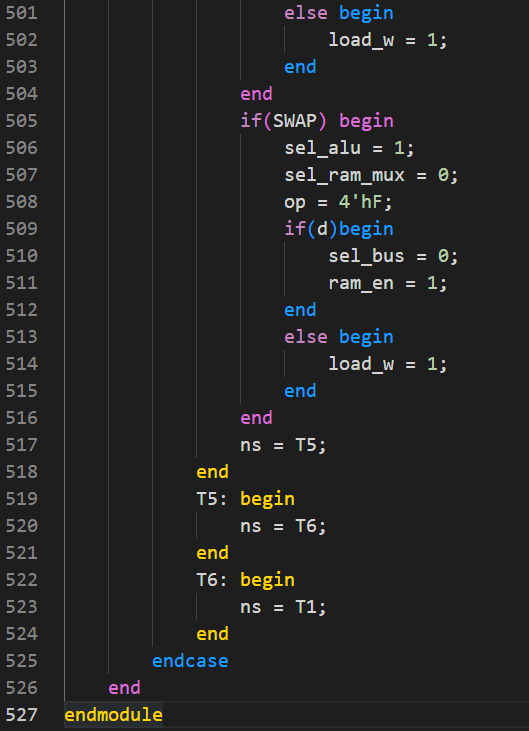 501 else begin
502 load_w = 1;
503 end
504 end
505 if(SWAP) begin
506 sel_alu = 1;
507 sel_ram_mux = 0;
508 op = 4'hF;
509 if(d)begin
510 sel_bus = 0;
511 ram_en = 1;
512 end
513 else begin
514 load_w = 1;
515 end
516 end
517 ns = T5;
518 end
519 T5: begin
520 ns = T6;
521 end
522 T6: begin
523 ns = T1;
524 end
525 endcase
526 end
527 endmodule